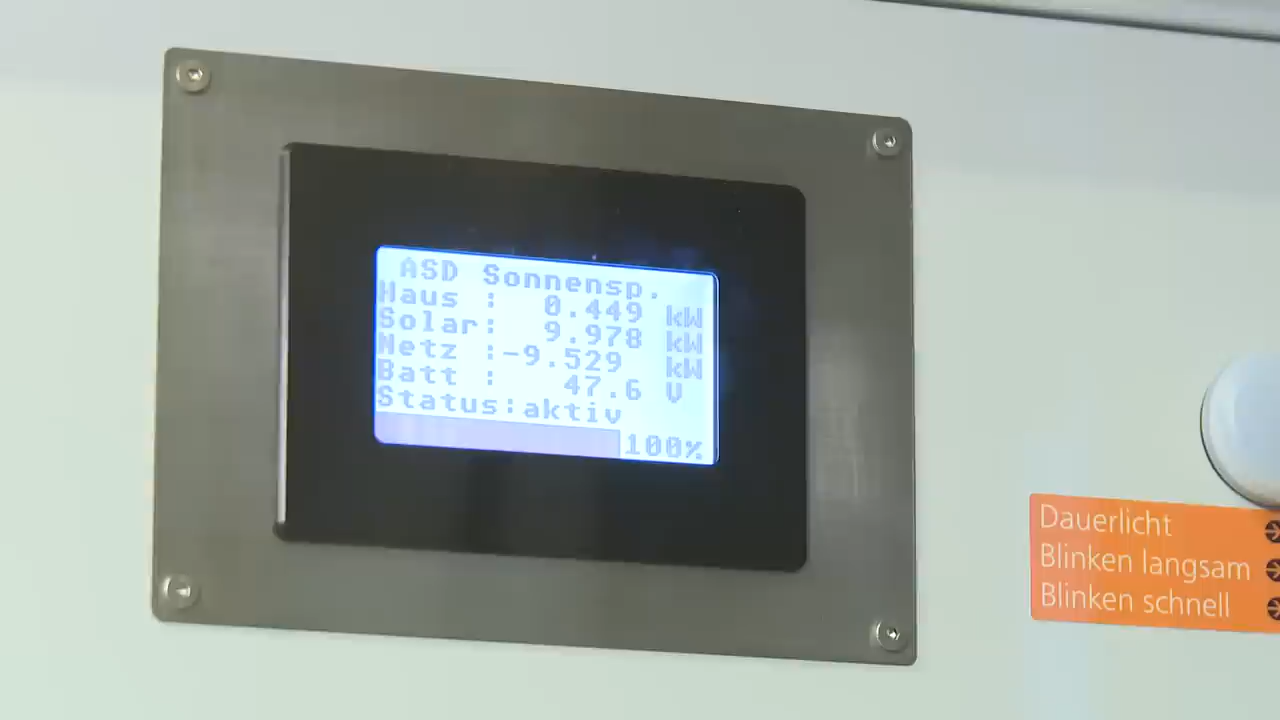 ASD Sonnensp.
Haus : 0.449 kW
Solar: 9.978 kW
Netz :-9.529 kW
Batt : 47.6 V
Status:aktiv
100%
Dauerlicht
Blinken langsam
Blinken schnell